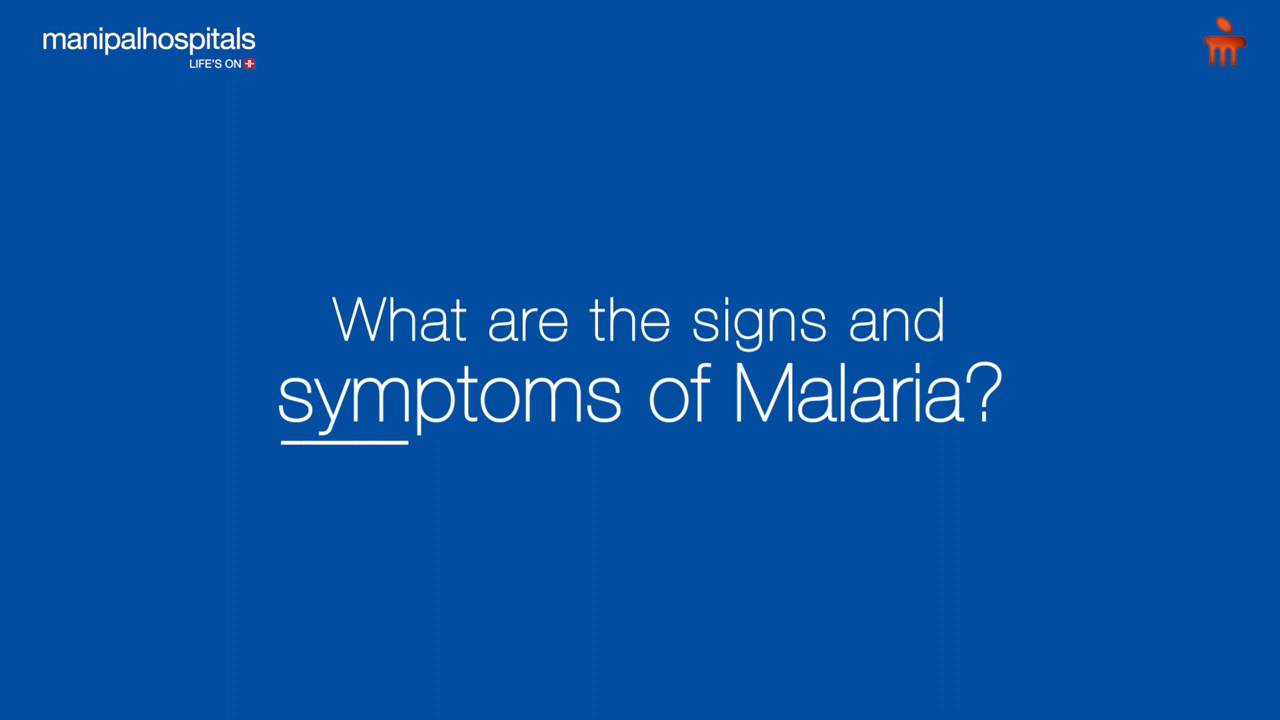 manipalhospitals
LIFE'S ON
What are the signs and
symptoms of Malaria?